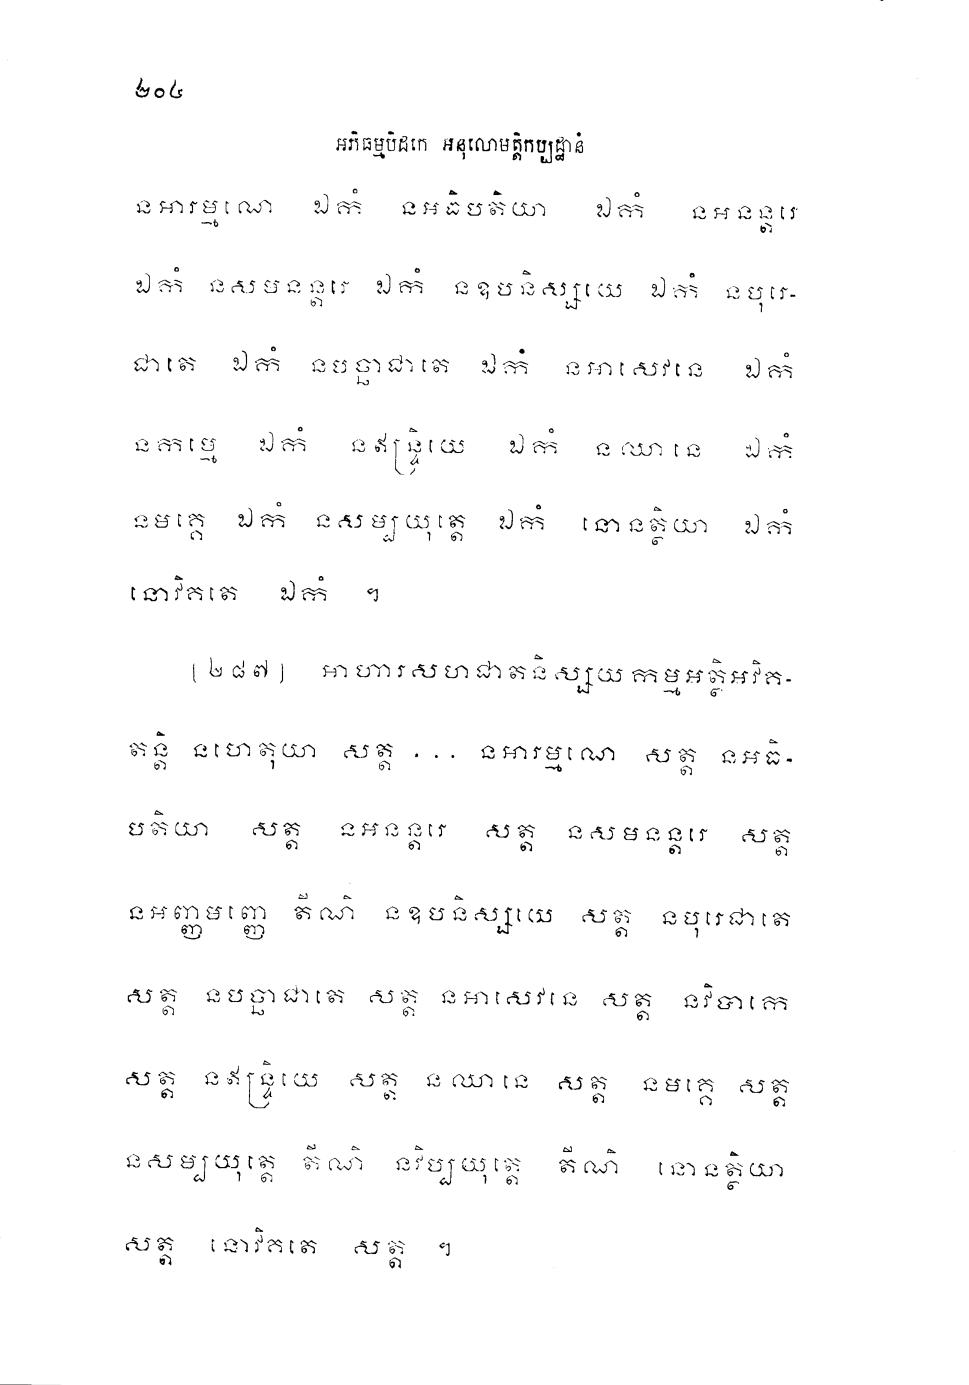 ២០៤
អភិធម្មបិដកេ អនុលោមត្តិកប្បដ្ឋានំ
នអារម្មណេ ឯកំ នអធិបតិយា ឯកំ នអនន្តរេ
ឯកំ នសមនន្តរេ ឯកំ នឧបនិស្សយេ ឯកំ នបុរេ-
ជាតេ ឯកំ នបច្ឆាជាតេ ឯកំ នអាសេវនេ ឯកំ
នកម្មេ ឯកំ នឥន្ទ្រិយេ ឯកំ នឈានេ ឯកំ
នមគ្គេ ឯកំ នសម្បយុត្តេ ឯកំ នោនត្ថិយា ឯកំ
នោវិគតេ ឯកំ ។
[២៨៧] អាហារសហជាតនិស្សយកម្មអត្ថិអវិគ-
តន្តិ នហេតុយា សត្ត ... នអារម្មណេ សត្ត នអធិ-
បតិយា សត្ត នអនន្តរេ សត្ត នសមនន្តរេ សត្ត
នអញ្ញមញ្ញេ តីណិ នឧបនិស្សយេ សត្ត នបុរេជាតេ
សត្ត នបច្ឆាជាតេ សត្ត នអាសេវនេ សត្ត នវិបាកេ
សត្ត នឥន្ទ្រិយេ សត្ត នឈានេ សត្ត នមគ្គេ សត្ត
នសម្បយុត្តេ តីណិ នវិប្បយុត្តេ តីណិ នោនត្ថិយា
សត្ត នោវិគតេ សត្ត ។